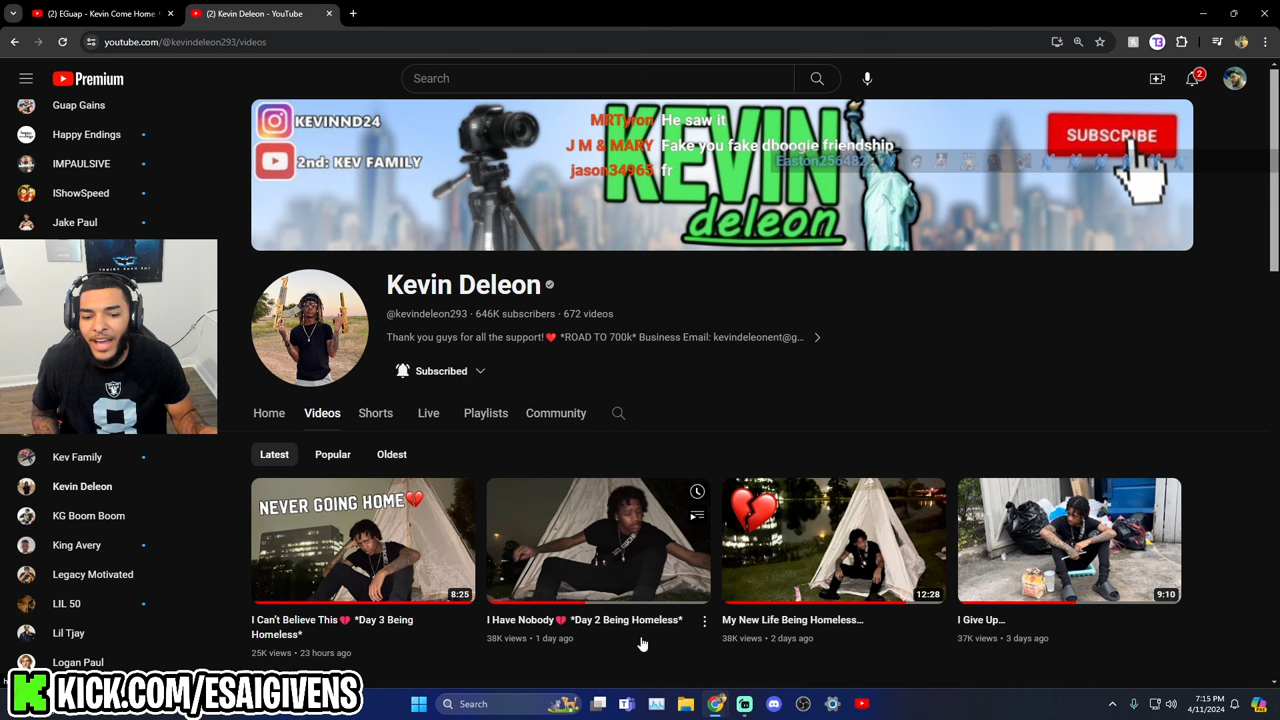 (2) EGuap - Kevin Come Home
(2) Kevin Deleon - YouTube
youtube.com/@kevindeleon293/videos
Premium
Search
2
Guap Gains
Happy Endings
IMPAULSIVE
IShowSpeed
Jake Paul
KEVINND24
2nd: KEV FAMILY
KEVIN
deleon
SUBSCRIBE
MRTyron He saw it
J M & MARY Fake you fake dboogie friendship
Easton256482
jason34965 fr
Kevin Deleon
@kevindeleon293 · 646K subscribers · 672 videos
Thank you guys for all the support!❤️ *ROAD TO 700k* Business Email: kevindeleonent@g...
Subscribed
Home Videos Shorts Live Playlists Community
Latest Popular Oldest
Kev Family
Kevin Deleon
KG Boom Boom
King Avery
Legacy Motivated
LIL 50
Lil Tjay
Logan Paul
NEVER GOING HOME💔
8:25
12:28
9:10
I Can't Believe This💔 *Day 3 Being
Homeless*
25K views · 23 hours ago
I Have Nobody💔 *Day 2 Being Homeless*
38K views · 1 day ago
My New Life Being Homeless...
38K views · 2 days ago
I Give Up...
37K views · 3 days ago
K KICK.COM/ESAIGIVENS
Search
7:15 PM
4/12/2024